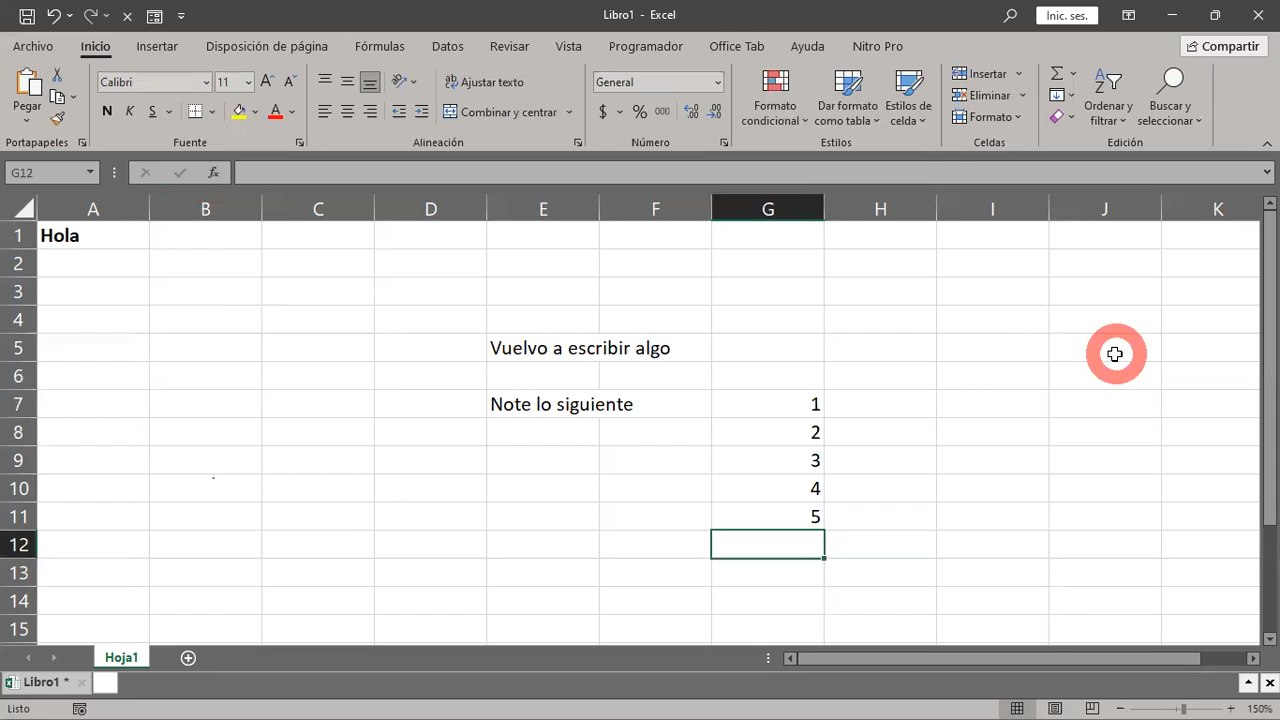 Libro1 - Excel
Inic. ses.
Archivo
Inicio
Insertar
Disposición de página
Fórmulas
Datos
Revisar
Vista
Programador
Office Tab
Ayuda
Nitro Pro
Compartir
Pegar
Portapapeles
Calibri
11
N
K
S
Fuente
Ajustar texto
Combinar y centrar
Alineación
General
$ % 000
Número
Formato condicional
Dar formato como tabla
Estilos de celda
Estilos
Insertar
Eliminar
Formato
Celdas
Ordenar y filtrar
Buscar y seleccionar
Edición
G12
fx
A B C D E F G H I J K
1 Hola
2
3
4
5 Vuelvo a escribir algo
6
7 Note lo siguiente 1
8 2
9 3
10 4
11 5
12
13
14
15
Hoja1
Libro1 *
Listo
150%